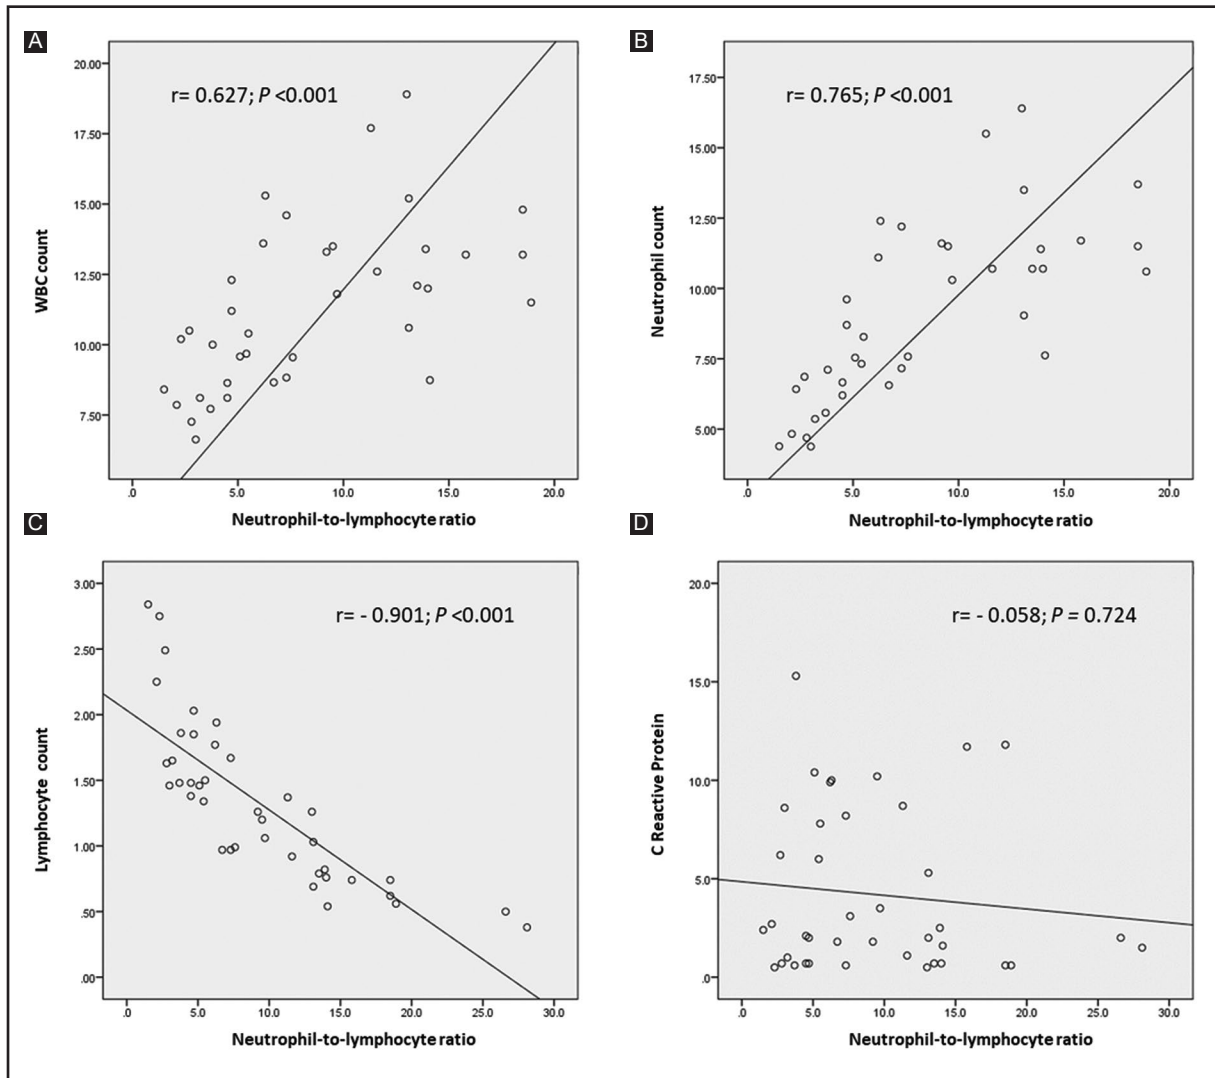 A
r= 0.627; P <0.001
WBC count
20.00
17.50
15.00
12.50
10.00
7.50
.0 5.0 10.0 15.0 20.0
Neutrophil-to-lymphocyte ratio
B
r= 0.765; P <0.001
Neutrophil count
17.50
15.00
12.50
10.00
7.50
5.00
.0 5.0 10.0 15.0 20.0
Neutrophil-to-lymphocyte ratio
C
r= - 0.901; P <0.001
Lymphocyte count
3.00
2.50
2.00
1.50
1.00
.50
.00
.0 5.0 10.0 15.0 20.0 25.0 30.0
Neutrophil-to-lymphocyte ratio
D
r= - 0.058; P = 0.724
C Reactive Protein
20.0
15.0
10.0
5.0
.0
.0 5.0 10.0 15.0 20.0 25.0 30.0
Neutrophil-to-lymphocyte ratio